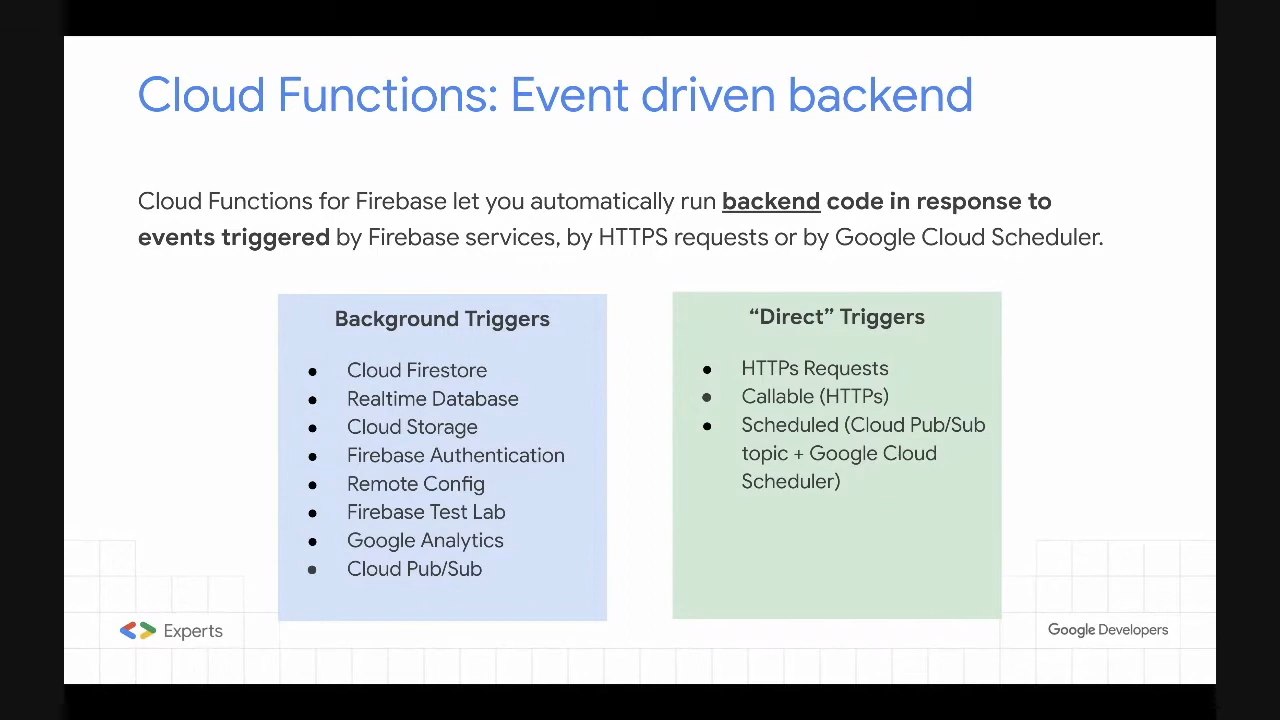 Cloud Functions: Event driven backend
Cloud Functions for Firebase let you automatically run backend code in response to
events triggered by Firebase services, by HTTPS requests or by Google Cloud Scheduler.
Background Triggers
● Cloud Firestore
● Realtime Database
● Cloud Storage
● Firebase Authentication
● Remote Config
● Firebase Test Lab
● Google Analytics
● Cloud Pub/Sub
“Direct” Triggers
● HTTPs Requests
● Callable (HTTPs)
● Scheduled (Cloud Pub/Sub
topic + Google Cloud
Scheduler)
Experts
Google Developers